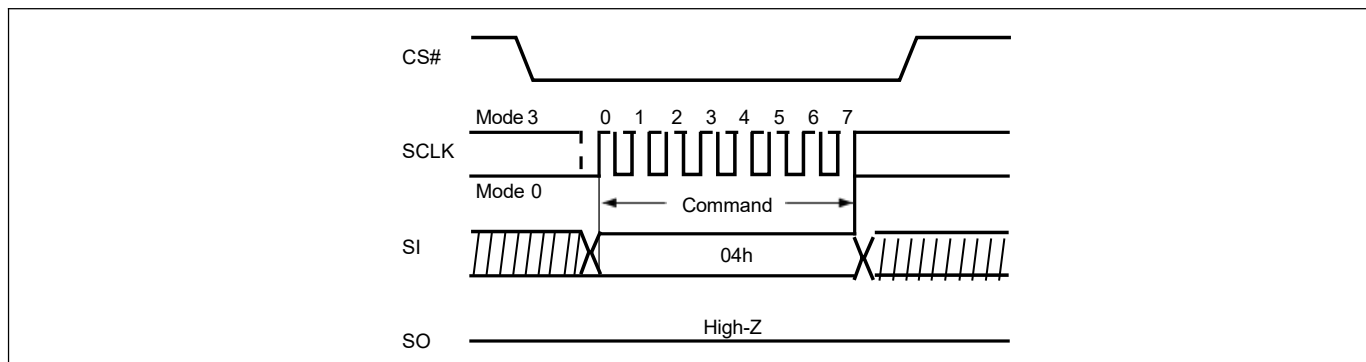 CS#
Mode 3
0 1 2 3 4 5 6 7
SCLK
Mode 0
Command
SI
04h
High-Z
SO